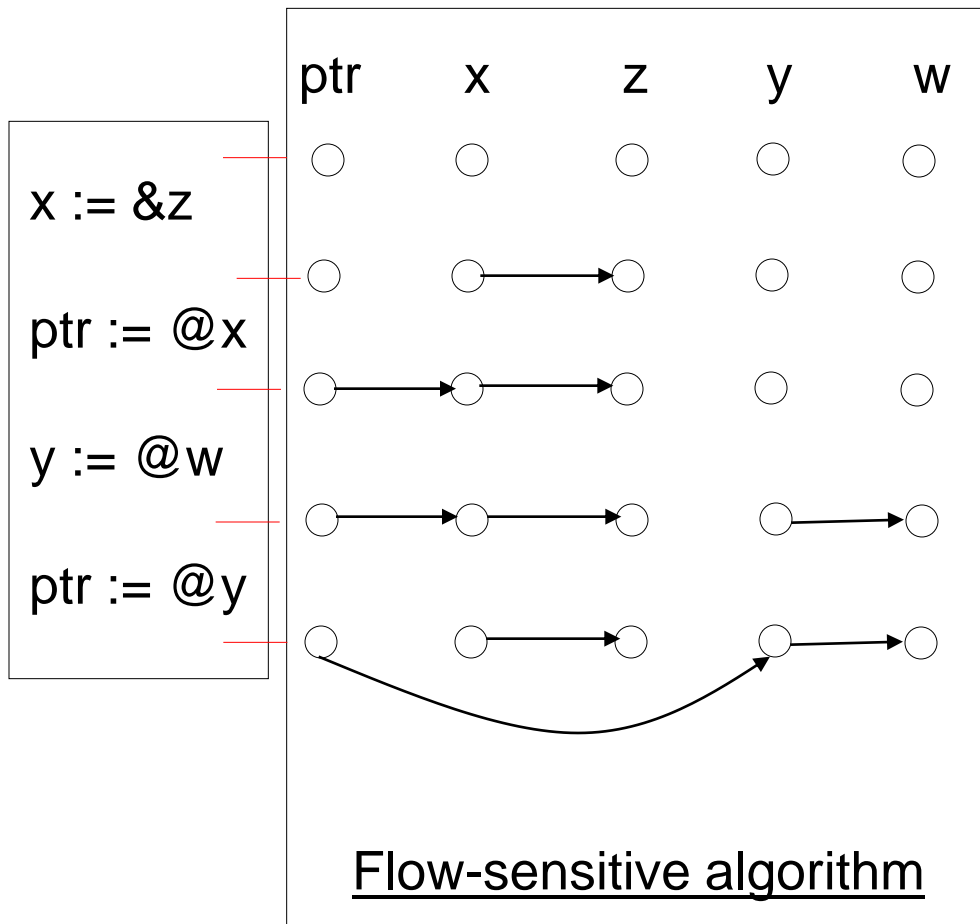 ptr x z y w
x := &z
ptr := @x
y := @w
ptr := @y
Flow-sensitive algorithm